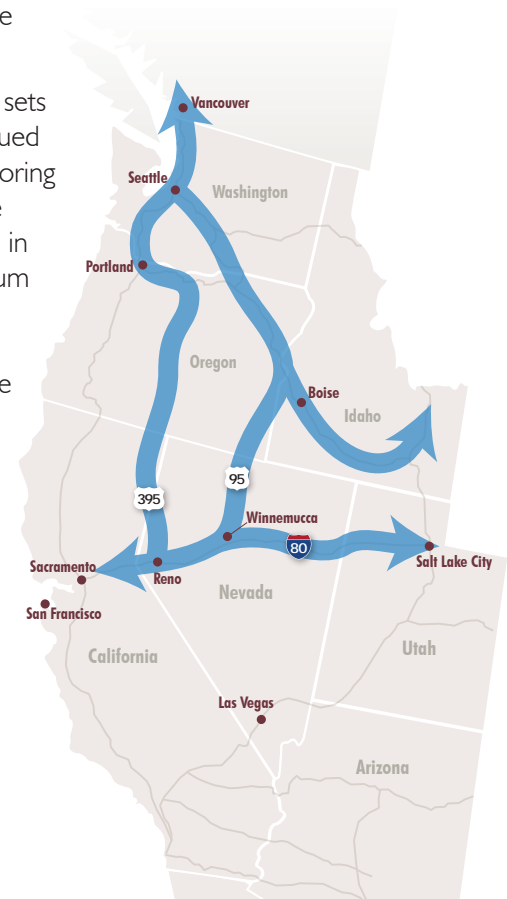 e
sets
ued
oring
e
in
um
e
Vancouver
Seattle
Washington
Portland
Oregon
Boise
Idaho
95
395
Winnemucca
80
Sacramento
Reno
Salt Lake City
San Francisco
Nevada
California
Utah
Las Vegas
Arizona